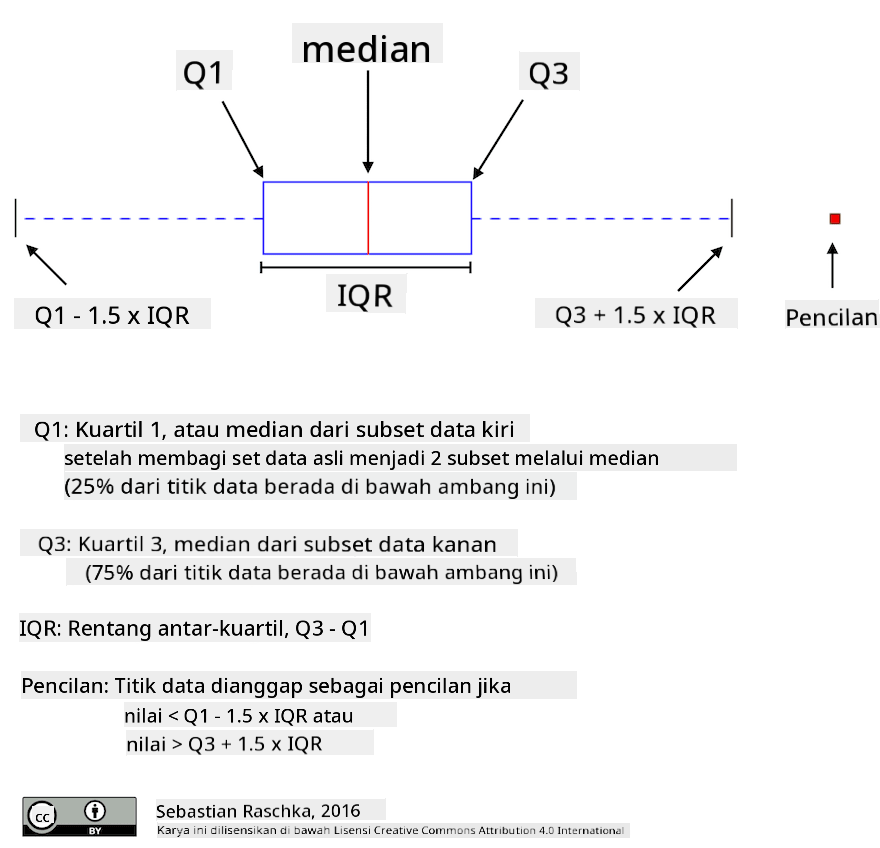 median
Q1
Q3
IQR
Q1 - 1.5 x IQR
Q3 + 1.5 x IQR
Pencilan
Q1: Kuartil 1, atau median dari subset data kiri
setelah membagi set data asli menjadi 2 subset melalui median
(25% dari titik data berada di bawah ambang ini)
Q3: Kuartil 3, median dari subset data kanan
(75% dari titik data berada di bawah ambang ini)
IQR: Rentang antar-kuartil, Q3 - Q1
Pencilan: Titik data dianggap sebagai pencilan jika
nilai < Q1 - 1.5 x IQR atau
nilai > Q3 + 1.5 x IQR
cc
BY
Sebastian Raschka, 2016
Karya ini dilisensikan di bawah Lisensi Creative Commons Attribution 4.0 International